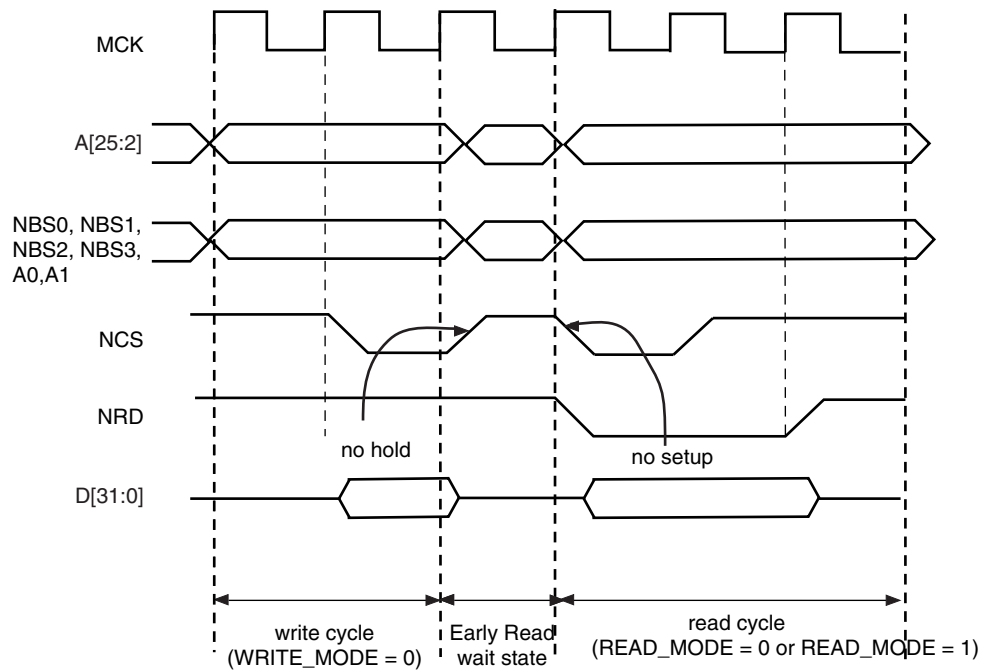 MCK
A[25:2]
NBS0, NBS1,
NBS2, NBS3,
A0,A1
NCS
NRD
no hold
no setup
D[31:0]
write cycle
(WRITE_MODE = 0)
Early Read
wait state
read cycle
(READ_MODE = 0 or READ_MODE = 1)